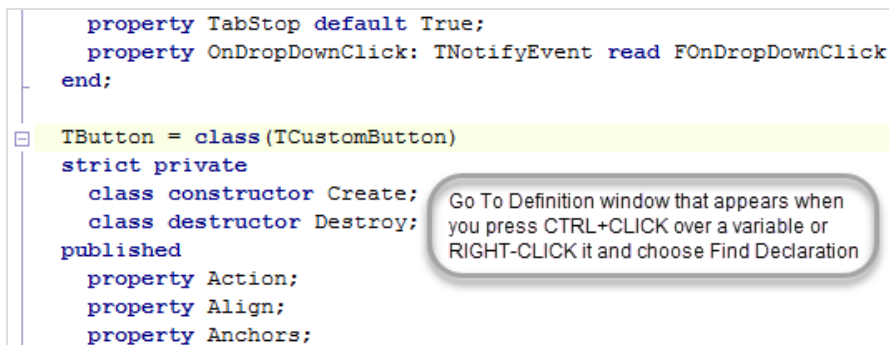 property TabStop default True;
property OnDropDownClick: TNotifyEvent read FOnDropDownClick
end;
TButton = class(TCustomButton)
strict private
class constructor Create;
class destructor Destroy;
Go To Definition window that appears when
you press CTRL+CLICK over a variable or
RIGHT-CLICK it and choose Find Declaration
published
property Action;
property Align;
property Anchors;